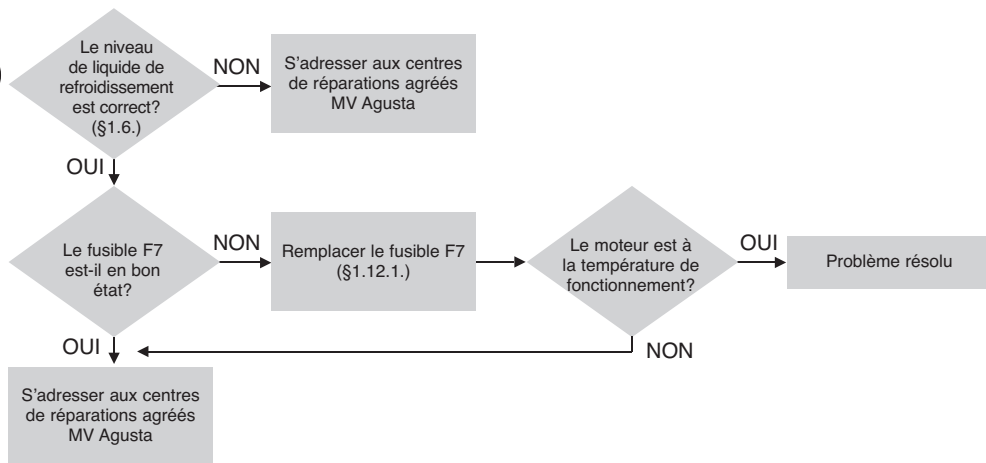 Le niveau
de liquide de
refroidissement
est correct?
(§1.6.)
NON
S'adresser aux centres
de réparations agréés
MV Agusta
OUI
Le fusible F7
est-il en bon
état?
NON
Remplacer le fusible F7
(§1.12.1.)
Le moteur est à
la température de
fonctionnement?
OUI
Problème résolu
OUI
NON
S'adresser aux centres
de réparations agréés
MV Agusta